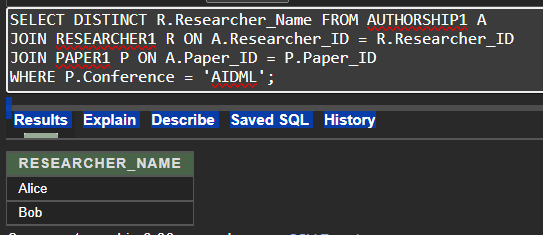 SELECT DISTINCT R.Researcher_Name FROM AUTHORSHIP1 A
JOIN RESEARCHER1 R ON A.Researcher_ID = R.Researcher_ID
JOIN PAPER1 P ON A.Paper_ID = P.Paper_ID
WHERE P.Conference = 'AIDML';
Results Explain Describe Saved SQL History
RESEARCHER_NAME
Alice
Bob